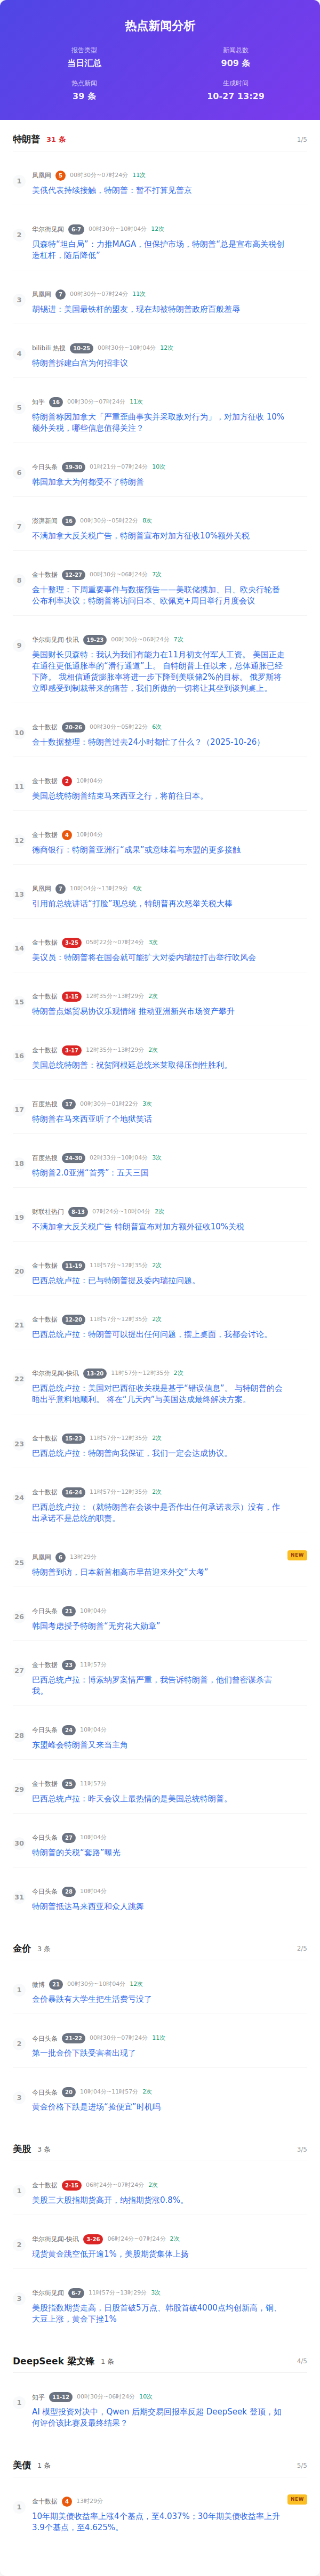 热点新闻分析
报告类型
当日汇总
新闻总数
909 条
热点新闻
39 条
生成时间
10-27 13:29
特朗普 31 条 1/5
1 凤凰网 5 00时30分~07时24分 11次
美俄代表持续接触，特朗普：暂不打算见普京
2 华尔街见闻 6-7 00时30分~10时04分 12次
贝森特“坦白局”：力推MAGA，但保护市场，特朗普“总是宣布高关税创
造杠杆，随后降低”
3 凤凰网 7 00时30分~07时24分 11次
胡锡进：美国最铁杆的盟友，现在却被特朗普政府百般羞辱
4 bilibili 热搜 10-25 00时30分~10时04分 12次
特朗普拆建白宫为何招非议
5 知乎 16 00时30分~07时24分 11次
特朗普称因加拿大「严重歪曲事实并采取敌对行为」，对加方征收 10%
额外关税，哪些信息值得关注？
6 今日头条 19-30 01时21分~07时24分 10次
韩国加拿大为何都受不了特朗普
7 澎湃新闻 16 00时30分~05时22分 8次
不满加拿大反关税广告，特朗普宣布对加方征收10%额外关税
8 金十数据 12-27 00时30分~06时24分 7次
金十整理：下周重要事件与数据预告——美联储携加、日、欧央行轮番
公布利率决议；特朗普将访问日本、欧佩克+周日举行月度会议
9 华尔街见闻-快讯 19-23 00时30分~06时24分 7次
美国财长贝森特：我认为我们有能力在11月初支付军人工资。 美国正走
在通往更低通胀率的“滑行通道”上。 自特朗普上任以来，总体通胀已经
下降。 我相信通货膨胀率将进一步下降到美联储2%的目标。 俄罗斯将
立即感受到制裁带来的痛苦，我们所做的一切将让其坐到谈判桌上。
10 金十数据 20-26 00时30分~05时22分 6次
金十数据整理：特朗普过去24小时都忙了什么？（2025-10-26）
11 金十数据 2 10时04分
美国总统特朗普结束马来西亚之行，将前往日本。
12 金十数据 4 10时04分
德商银行：特朗普亚洲行“成果”或意味着与东盟的更多接触
13 凤凰网 7 10时04分~13时29分 4次
引用前总统讲话“打脸”现总统，特朗普再次怒举关税大棒
14 金十数据 3-25 05时22分~07时24分 3次
美议员：特朗普将在国会就可能扩大对委内瑞拉打击举行吹风会
15 金十数据 1-15 12时35分~13时29分 2次
特朗普点燃贸易协议乐观情绪 推动亚洲新兴市场资产攀升
16 金十数据 3-17 12时35分~13时29分 2次
美国总统特朗普：祝贺阿根廷总统米莱取得压倒性胜利。
17 百度热搜 17 00时30分~01时22分 3次
特朗普在马来西亚听了个地狱笑话
18 百度热搜 24-30 02时33分~10时04分 3次
特朗普2.0亚洲“首秀”：五天三国
19 财联社热门 8-13 07时24分~10时04分 2次
不满加拿大反关税广告 特朗普宣布对加方额外征收10%关税
20 金十数据 11-19 11时57分~12时35分 2次
巴西总统卢拉：已与特朗普提及委内瑞拉问题。
21 金十数据 12-20 11时57分~12时35分 2次
巴西总统卢拉：特朗普可以提出任何问题，摆上桌面，我都会讨论。
22 华尔街见闻-快讯 13-20 11时57分~12时35分 2次
巴西总统卢拉：美国对巴西征收关税是基于“错误信息”。 与特朗普的会
晤出乎意料地顺利。 将在“几天内”与美国达成最终解决方案。
23 金十数据 15-23 11时57分~12时35分 2次
巴西总统卢拉：特朗普向我保证，我们一定会达成协议。
24 金十数据 16-24 11时57分~12时35分 2次
巴西总统卢拉：（就特朗普在会谈中是否作出任何承诺表示）没有，作
出承诺不是总统的职责。
25 凤凰网 6 13时29分 NEW
特朗普到访，日本新首相高市早苗迎来外交“大考”
26 今日头条 21 10时04分
韩国考虑授予特朗普“无穷花大勋章”
27 金十数据 23 11时57分
巴西总统卢拉：博索纳罗案情严重，我告诉特朗普，他们曾密谋杀害
我。
28 今日头条 24 10时04分
东盟峰会特朗普又来当主角
29 金十数据 25 11时57分
巴西总统卢拉：昨天会议上最热情的是美国总统特朗普。
30 今日头条 27 10时04分
特朗普的关税“套路”曝光
31 今日头条 28 10时04分
特朗普抵达马来西亚和众人跳舞
金价 3 条 2/5
1 微博 21 00时30分~10时04分 12次
金价暴跌有大学生把生活费亏没了
2 今日头条 21-22 00时30分~07时24分 11次
第一批金价下跌受害者出现了
3 今日头条 20 10时04分~11时57分 2次
黄金价格下跌是进场“捡便宜”时机吗
美股 3 条 3/5
1 金十数据 2-15 06时24分~07时24分 2次
美股三大股指期货高开，纳指期货涨0.8%。
2 华尔街见闻-快讯 3-26 06时24分~07时24分 2次
现货黄金跳空低开逾1%，美股期货集体上扬
3 华尔街见闻 6-7 11时57分~13时29分 3次
美股指数期货走高，日股首破5万点、韩股首破4000点均创新高，铜、
大豆上涨，黄金下挫1%
DeepSeek 梁文锋 1 条 4/5
1 知乎 11-12 00时30分~06时24分 10次
AI 模型投资对决中，Qwen 后期交易回报率反超 DeepSeek 登顶，如
何评价该比赛及最终结果？
美债 1 条 5/5
1 金十数据 4 13时29分 NEW
10年期美债收益率上涨4个基点，至4.037%；30年期美债收益率上升
3.9个基点，至4.625%。